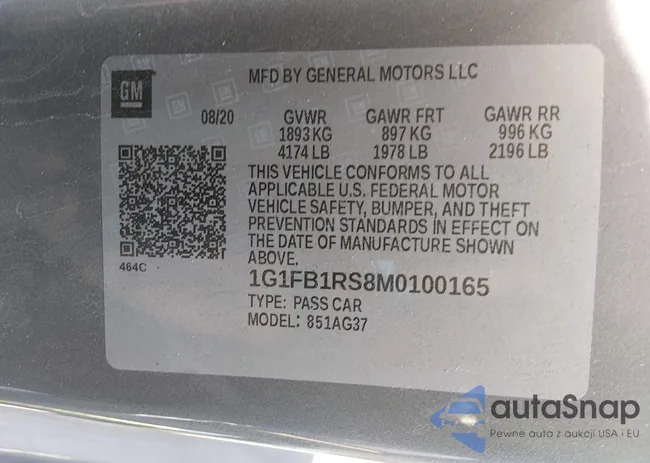 GM
MFD BY GENERAL MOTORS LLC
08/20 GVWR GAWR FRT GAWR RR
1893 KG 897 KG 996 KG
4174 LB 1978 LB 2196 LB
THIS VEHICLE CONFORMS TO ALL
APPLICABLE U.S. FEDERAL MOTOR
VEHICLE SAFETY, BUMPER, AND THEFT
PREVENTION STANDARDS IN EFFECT ON
THE DATE OF MANUFACTURE SHOWN
ABOVE.
464C
1G1FB1RS8M0100165
TYPE: PASS CAR
MODEL: 851AG37
autaSnap
Pewne auta z aukcji USA i EU